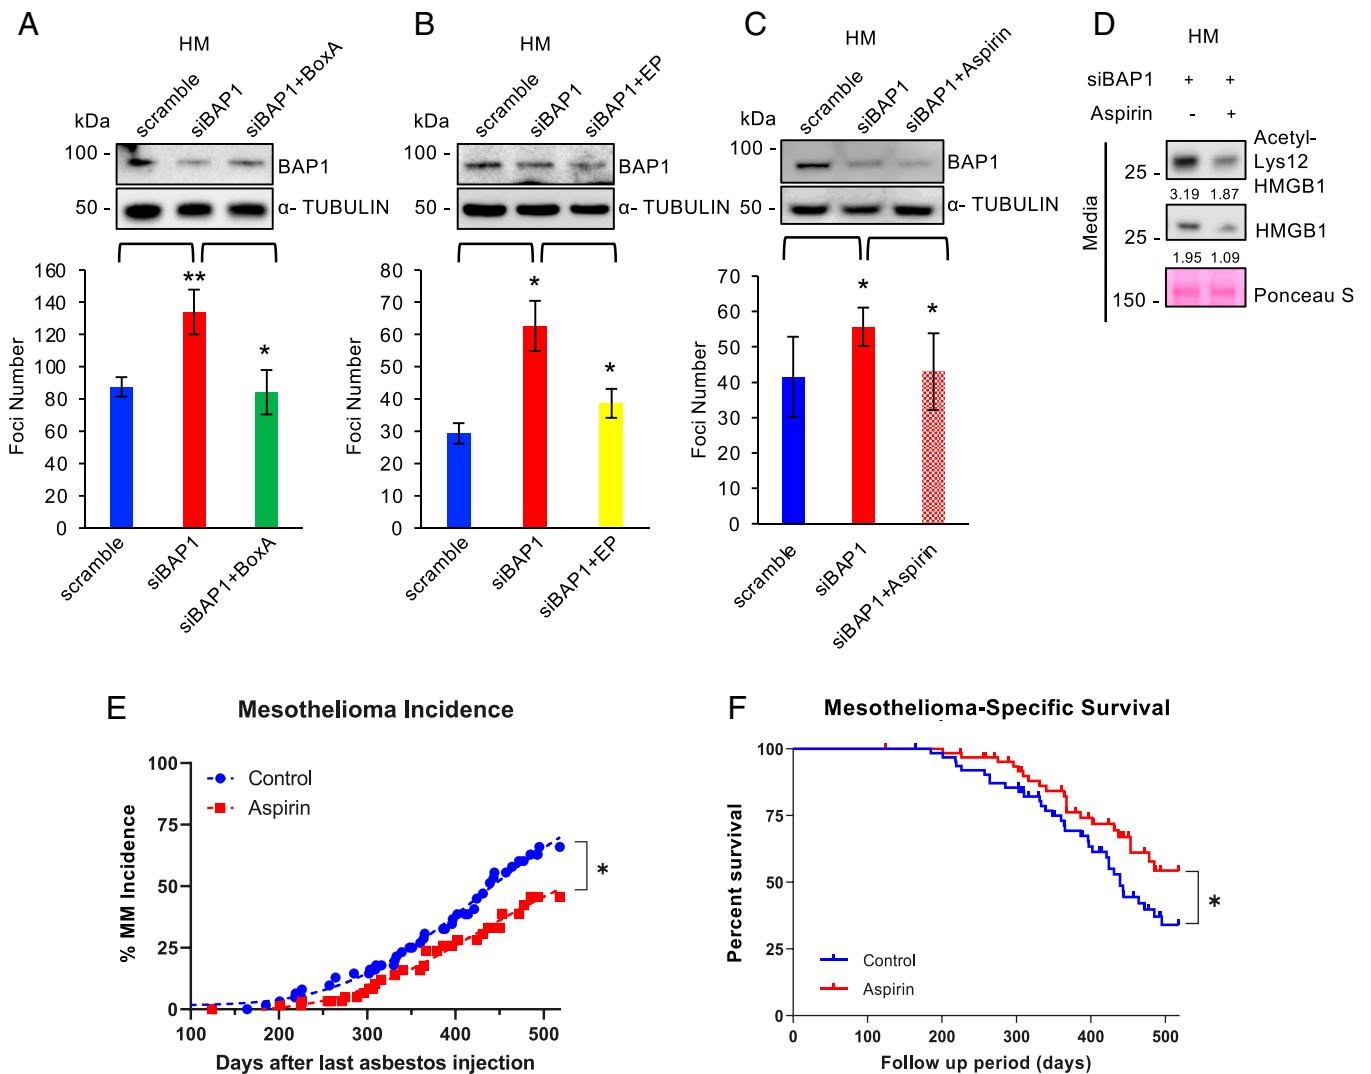 A
HM
scramble
siBAP1
siBAP1+BoxA
kDa
100 -
BAP1
50 -
α- TUBULIN
160
140
120
100
80
60
40
20
0
Foci Number
**
*
scramble
siBAP1
siBAP1+BoxA
B
HM
scramble
siBAP1
siBAP1+EP
kDa
100 -
BAP1
50 -
α- TUBULIN
80
70
60
50
40
30
20
10
0
Foci Number
*
*
scramble
siBAP1
siBAP1+EP
C
HM
scramble
siBAP1
siBAP1+Aspirin
kDa
100 -
BAP1
50 -
α- TUBULIN
70
60
50
40
30
20
10
0
Foci Number
*
*
scramble
siBAP1
siBAP1+Aspirin
D
HM
siBAP1 + +
Aspirin - +
Media
25 -
Acetyl-
Lys12
HMGB1
3.19 1.87
25 -
HMGB1
1.95 1.09
150 -
Ponceau S
E
Mesothelioma Incidence
100
75
50
25
0
% MM Incidence
Control
Aspirin
*
100 200 300 400 500
Days after last asbestos injection
F
Mesothelioma-Specific Survival
100
75
50
25
0
Percent survival
*
Control
Aspirin
0 100 200 300 400 500
Follow up period (days)